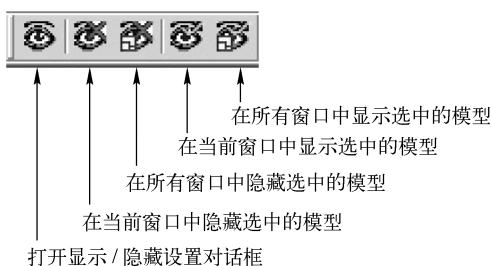 在所有窗口中显示选中的模型
在当前窗口中显示选中的模型
在所有窗口中隐藏选中的模型
在当前窗口中隐藏选中的模型
打开显示 / 隐藏设置对话框